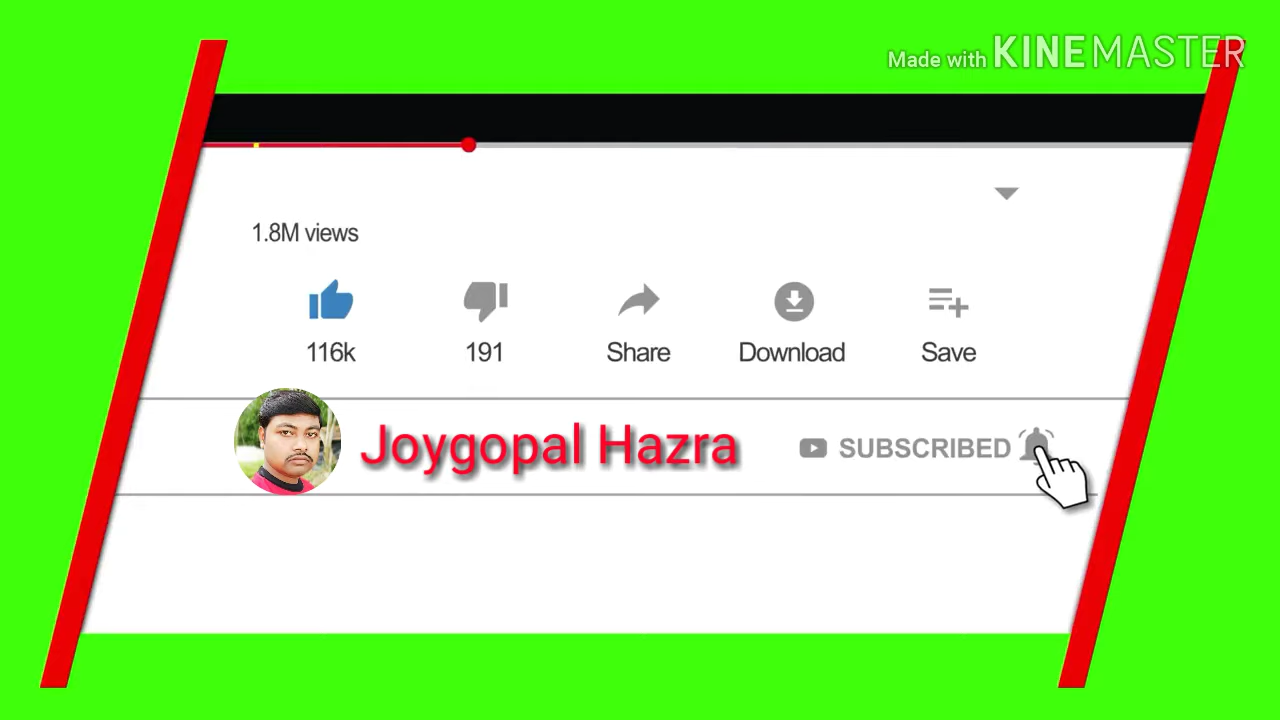 Made with KINEMASTER
1.8M views
116k 191 Share Download Save
Joygopal Hazra SUBSCRIBED